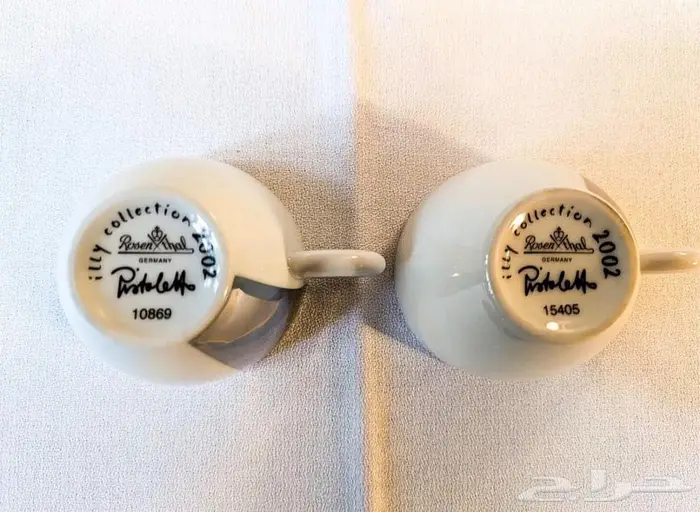 illy collection 2002
Rosenthal
GERMANY
Pistoletto
10869
illy collection 2002
Rosenthal
GERMANY
Pistoletto
15405
حراج